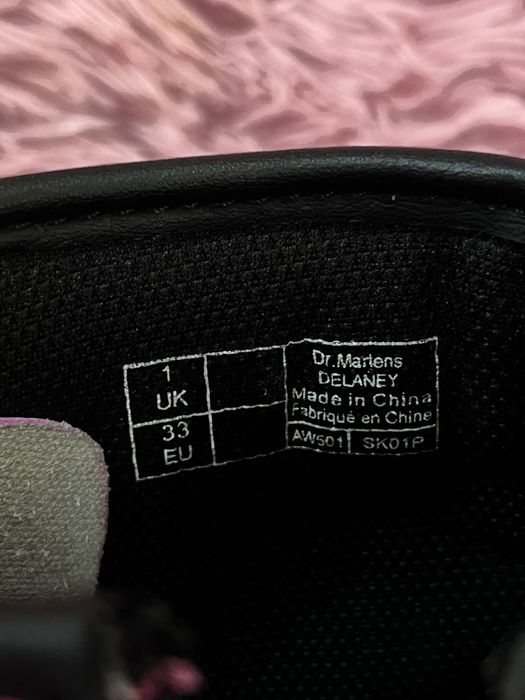 1
UK
33
EU
Dr.Martens
DELANEY
Made in China
Fabriqué en Chine
AW501 SK01P